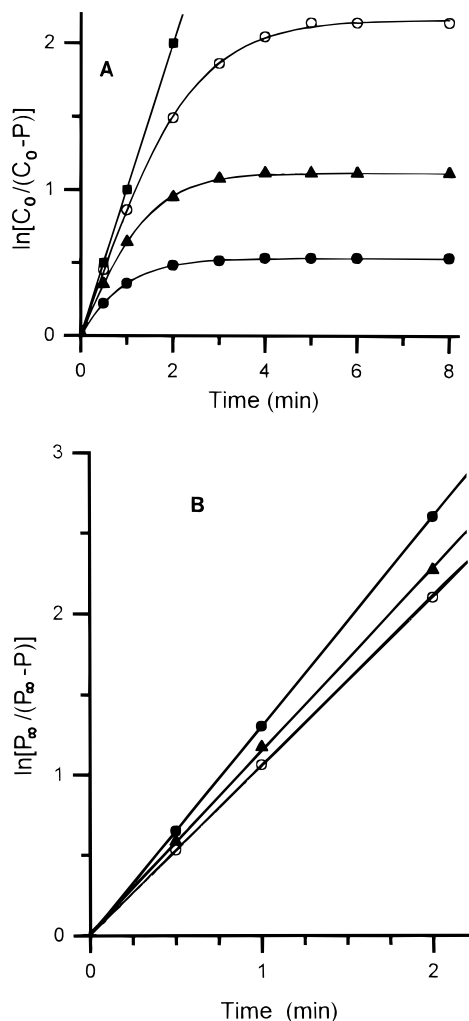 2
A
1
0
ln[C₀/(C₀-P)]
0 2 4 6 8
Time (min)
3
B
2
1
0
ln[P∞/(P∞-P)]
0 1 2
Time (min)